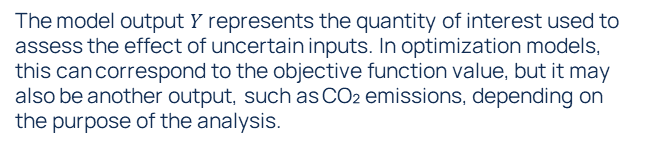 The model output Y represents the quantity of interest used to
assess the effect of uncertain inputs. In optimization models,
this can correspond to the objective function value, but it may
also be another output, such as CO₂ emissions, depending on
the purpose of the analysis.